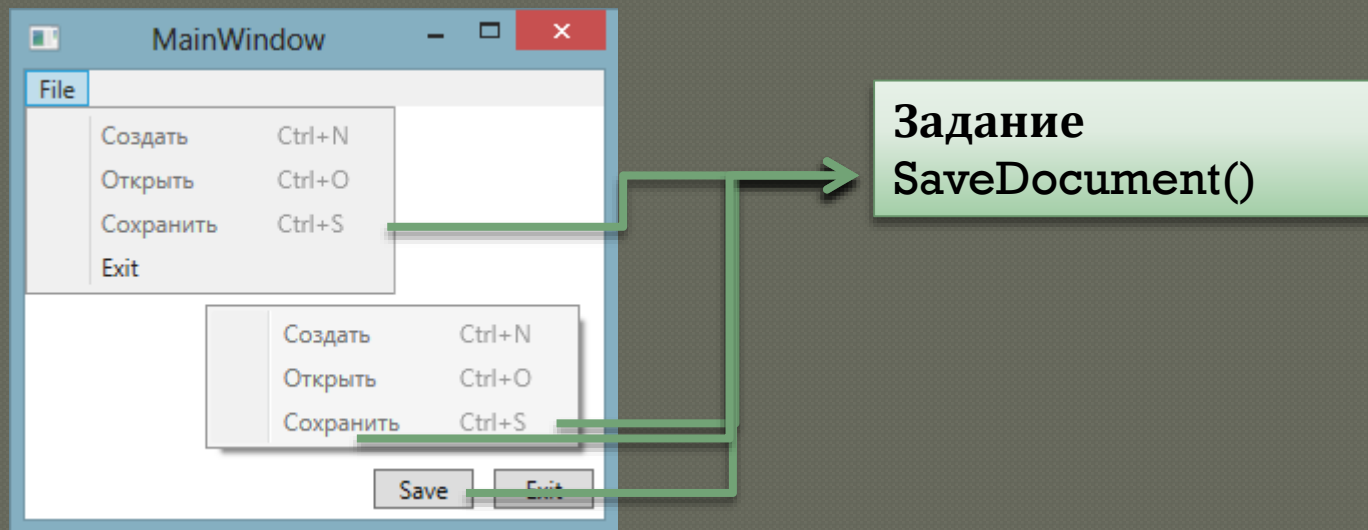 MainWindow
File
Создать Ctrl+N
Открыть Ctrl+O
Сохранить Ctrl+S
Exit
Создать Ctrl+N
Открыть Ctrl+O
Сохранить Ctrl+S
Save Exit
Задание
SaveDocument()